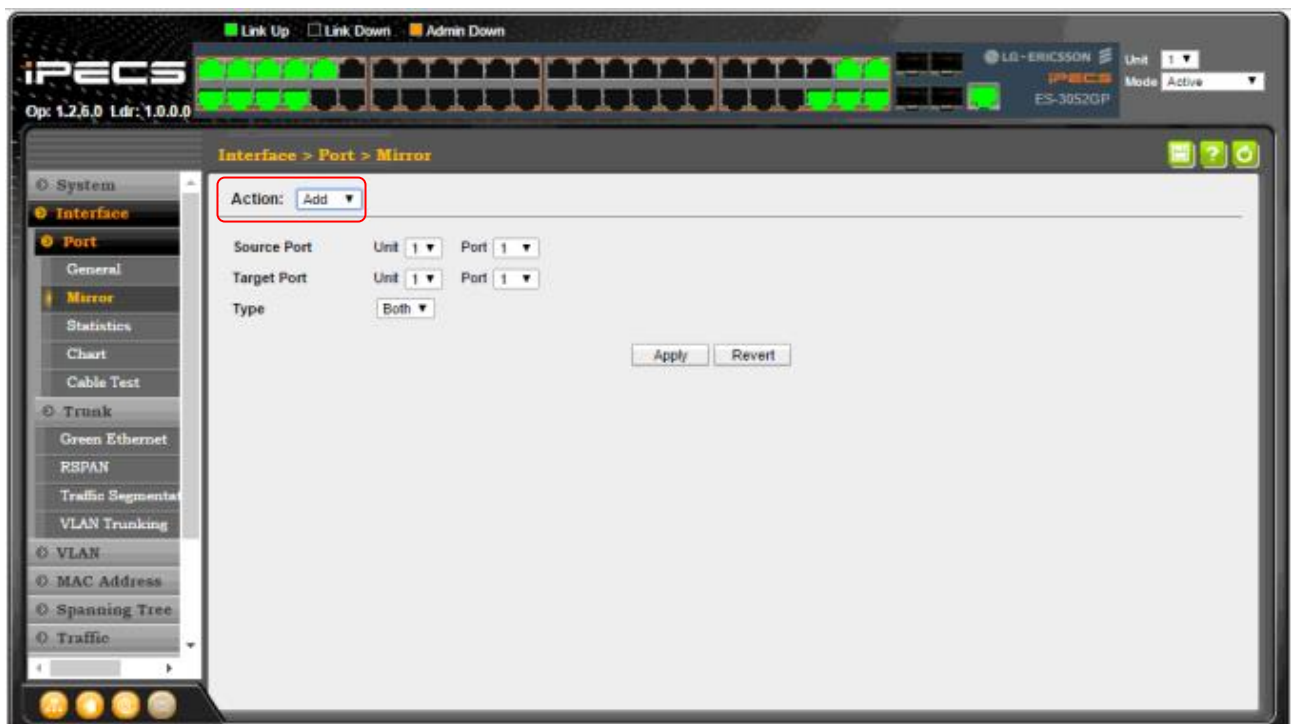 Link Up Link Down Admin Down
iPECS
Op: 1.2.6.0 Ldr: 1.0.0.0
LG-ERICSSON
iPECS
ES-3052GP
Unit 1
Mode Active
Interface > Port > Mirror
?
System
Interface
Port
General
Mirror
Statistics
Chart
Cable Test
Trunk
Green Ethernet
RSPAN
Traffic Segmentat
VLAN Trunking
VLAN
MAC Address
Spanning Tree
Traffic
Action: Add
Source Port Unit 1 Port 1
Target Port Unit 1 Port 1
Type Both
Apply Revert